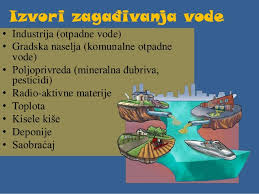 Izvori zagađivanja vode
• Industrija (otpadne vode)
• Gradska naselja (komunalne otpadne
vode)
• Poljoprivreda (mineralna đubriva,
pesticidi)
• Radio-aktivne materije
• Toplota
• Kisele kiše
• Deponije
• Saobraćaj